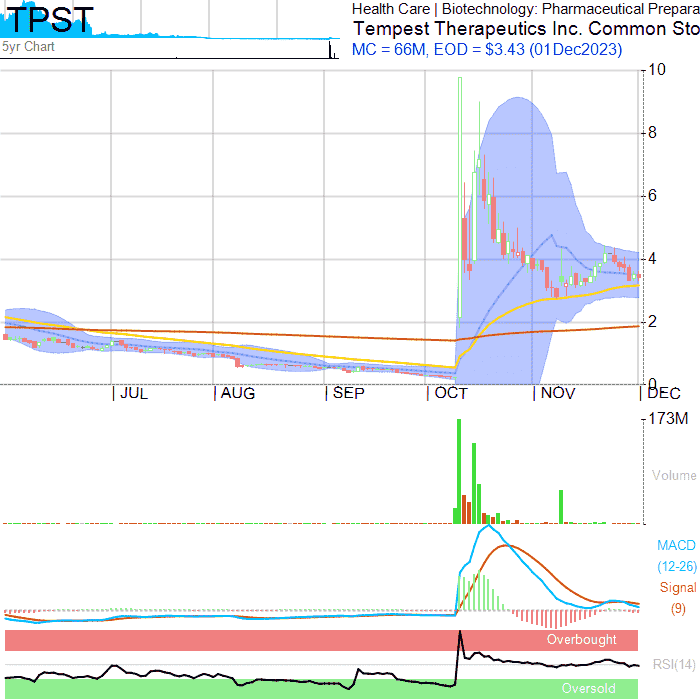 TPST
5yr Chart
Health Care | Biotechnology: Pharmaceutical Prepara
Tempest Therapeutics Inc. Common Sto
MC = 66M, EOD = $3.43 (01Dec2023)
10
8
6
4
2
0
JUL
AUG
SEP
OCT
NOV
DEC
173M
Volume
MACD
(12-26)
Signal
(9)
Overbought
RSI(14)
Oversold